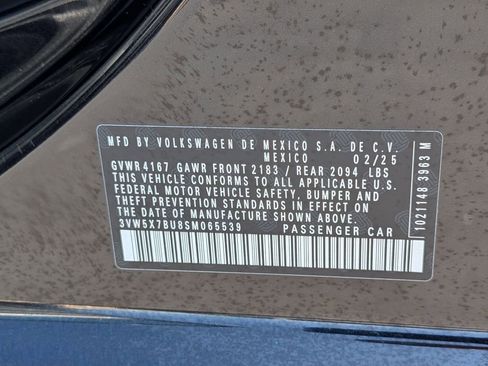 MFD BY VOLKSWAGEN DE MEXICO S.A. DE C.V.
MEXICO 02/25
GVWR 4167 GAWR FRONT 2183 / REAR 2094 LBS
THIS VEHICLE CONFORMS TO ALL APPLICABLE U.S.
FEDERAL MOTOR VEHICLE SAFETY, BUMPER AND
THEFT PREVENTION STANDARDS IN EFFECT ON THE
DATE OF MANUFACTURE SHOWN ABOVE.
3VW5X7BU8SM065539 PASSENGER CAR
10211148 3963 M